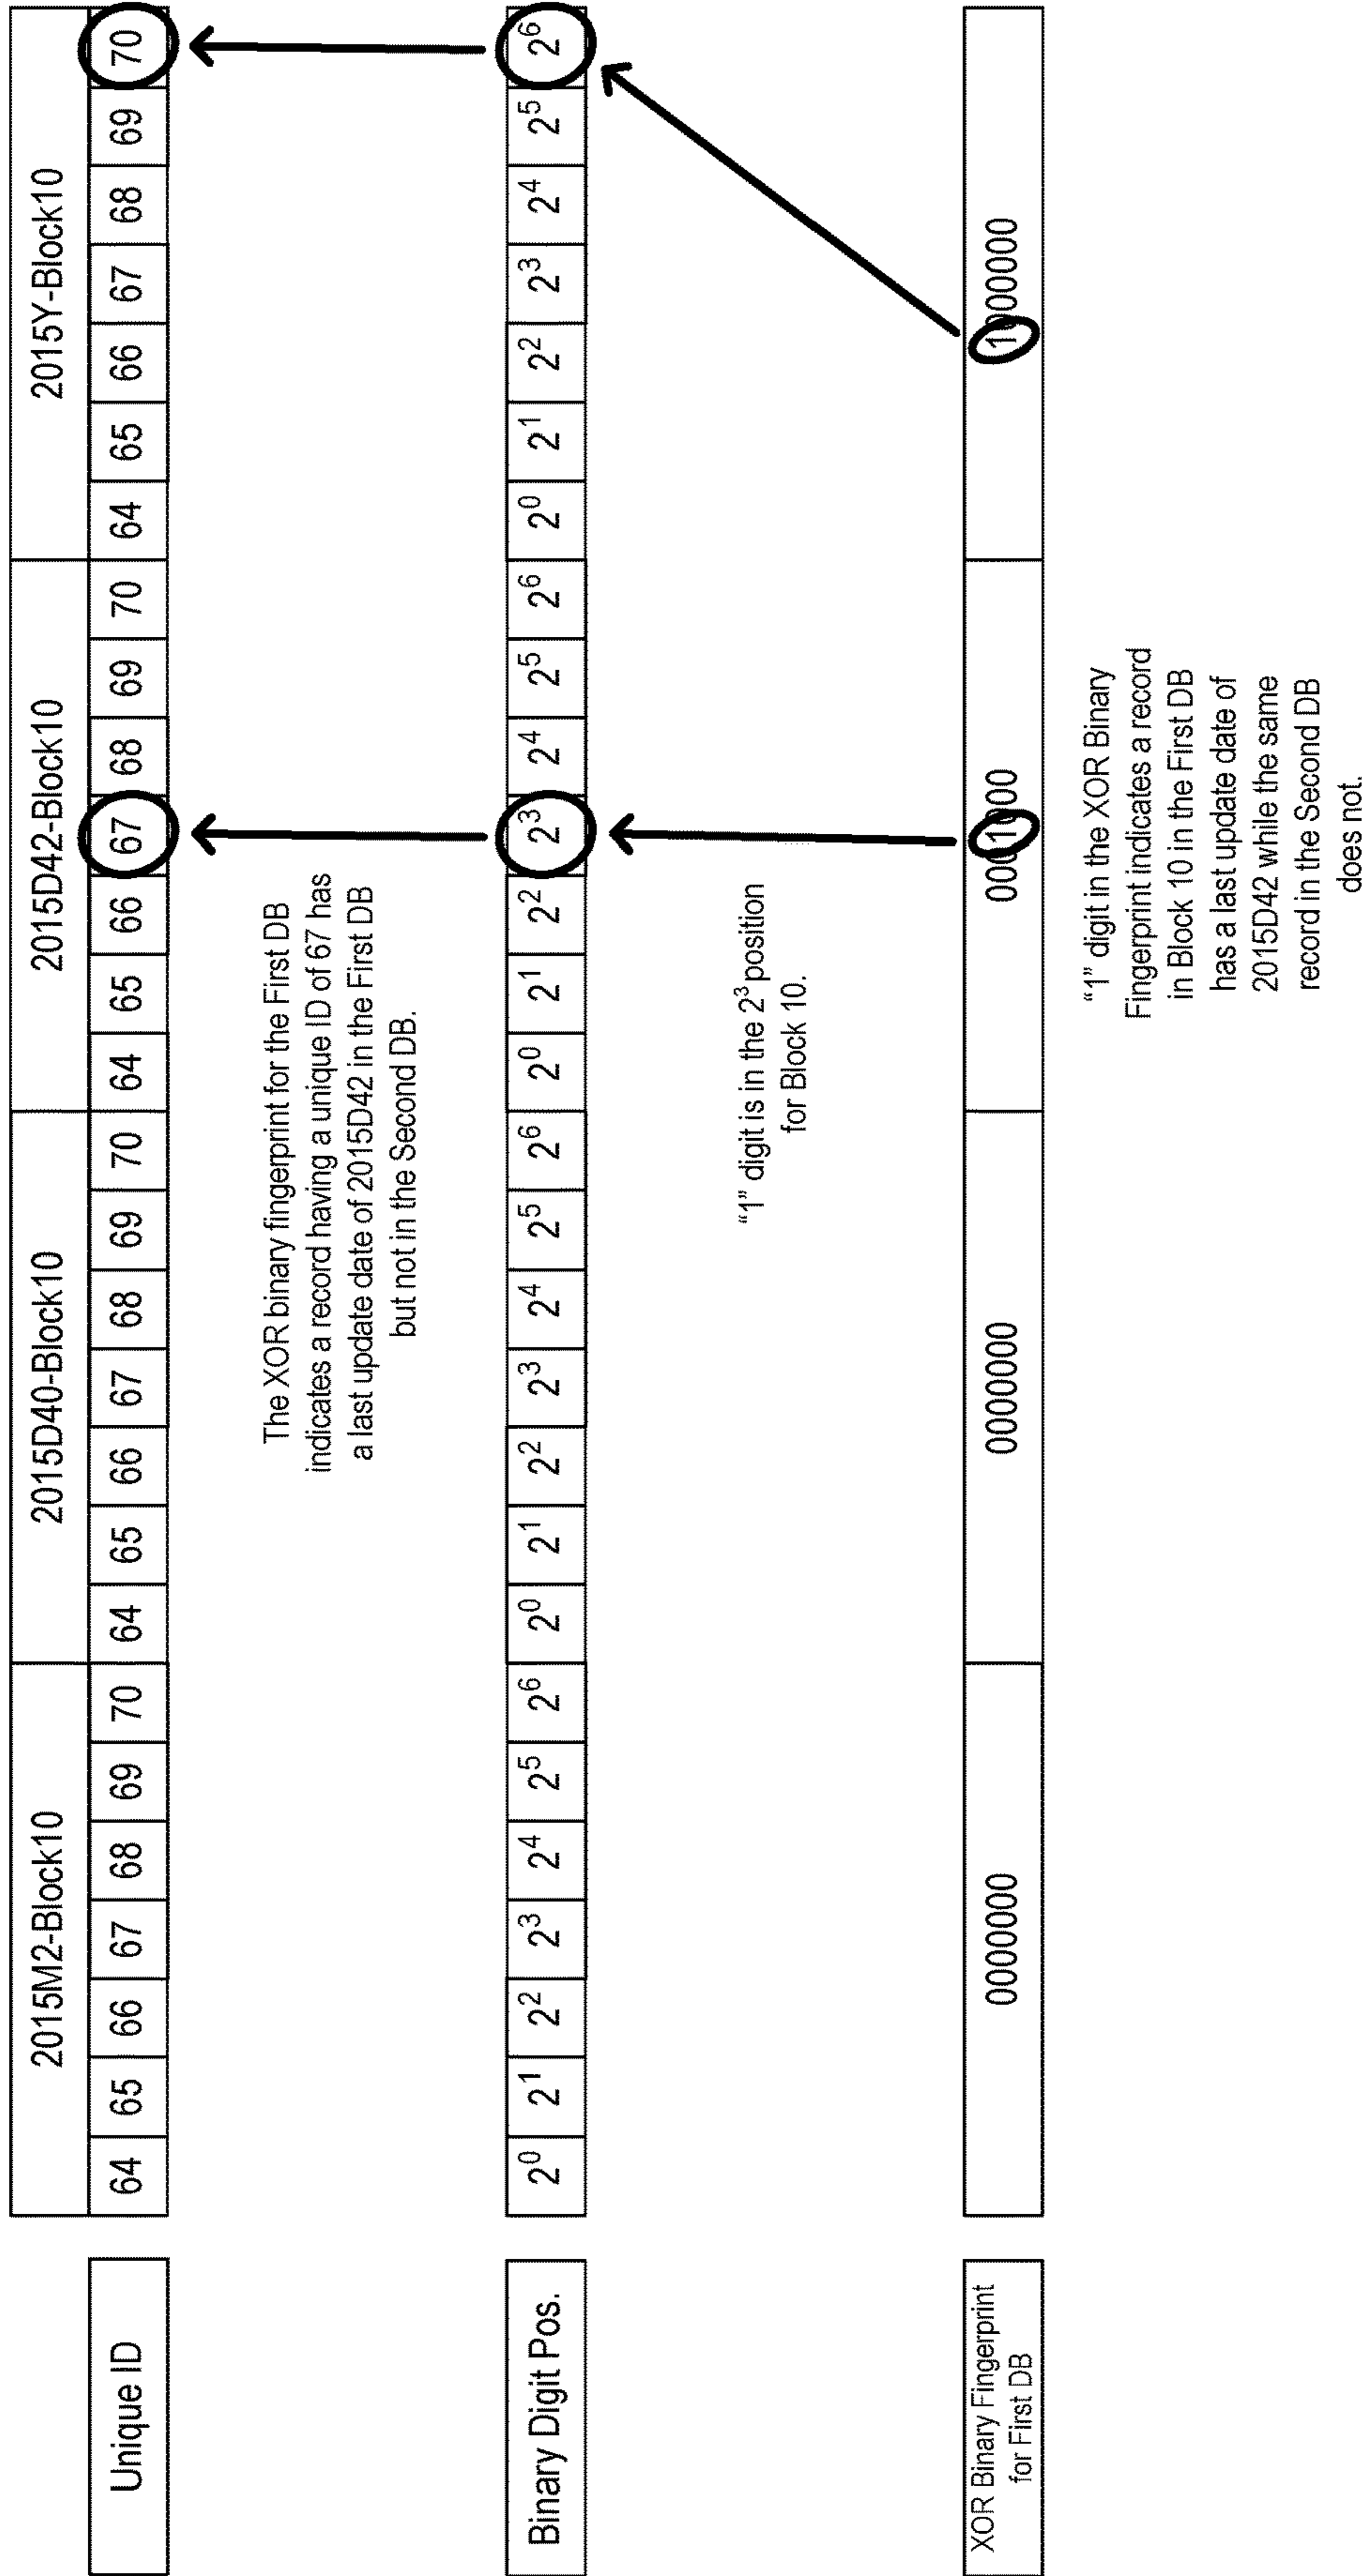 2015M2-Block10 2015D40-Block10 2015D42-Block10 2015Y-Block10
Unique ID 64 65 66 67 68 69 70 64 65 66 67 68 69 70 64 65 66 67 68 69 70 64 65 66 67 68 69 70
The XOR binary fingerprint for the First DB
indicates a record having a unique ID of 67 has
a last update date of 2015D42 in the First DB
but not in the Second DB.
Binary Digit Pos. 2⁰ 2¹ 2² 2³ 2⁴ 2⁵ 2⁶ 2⁰ 2¹ 2² 2³ 2⁴ 2⁵ 2⁶ 2⁰ 2¹ 2² 2³ 2⁴ 2⁵ 2⁶ 2⁰ 2¹ 2² 2³ 2⁴ 2⁵ 2⁶
“1” digit is in the 2³ position
for Block 10.
XOR Binary Fingerprint
for First DB
0000000 0000000 0001000 1000000
“1” digit in the XOR Binary
Fingerprint indicates a record
in Block 10 in the First DB
has a last update date of
2015D42 while the same
record in the Second DB
does not.